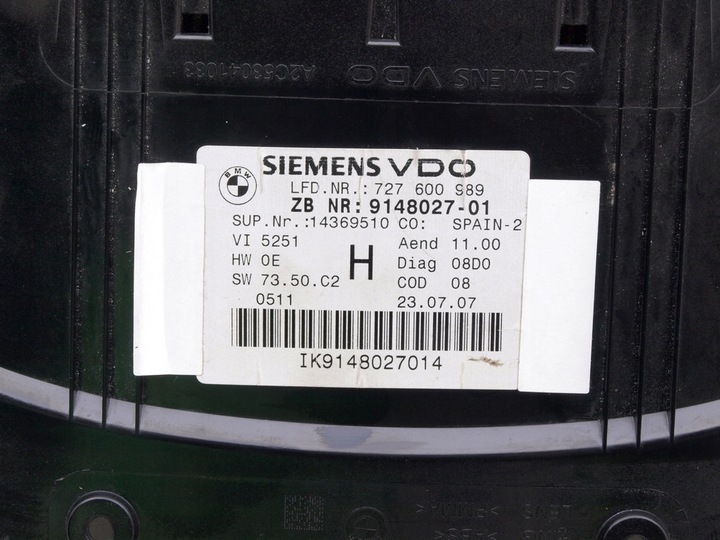 A2C53041063 SIEMENS VDO
BMW
SIEMENS VDO
LFD.NR.: 727 600 989
ZB NR: 9148027-01
SUP.Nr.:14369510 CO: SPAIN-2
VI 5251 Aend 11.00
HW 0E H Diag 08D0
SW 73.50.C2 COD 08
0511 23.07.07
IK9148027014